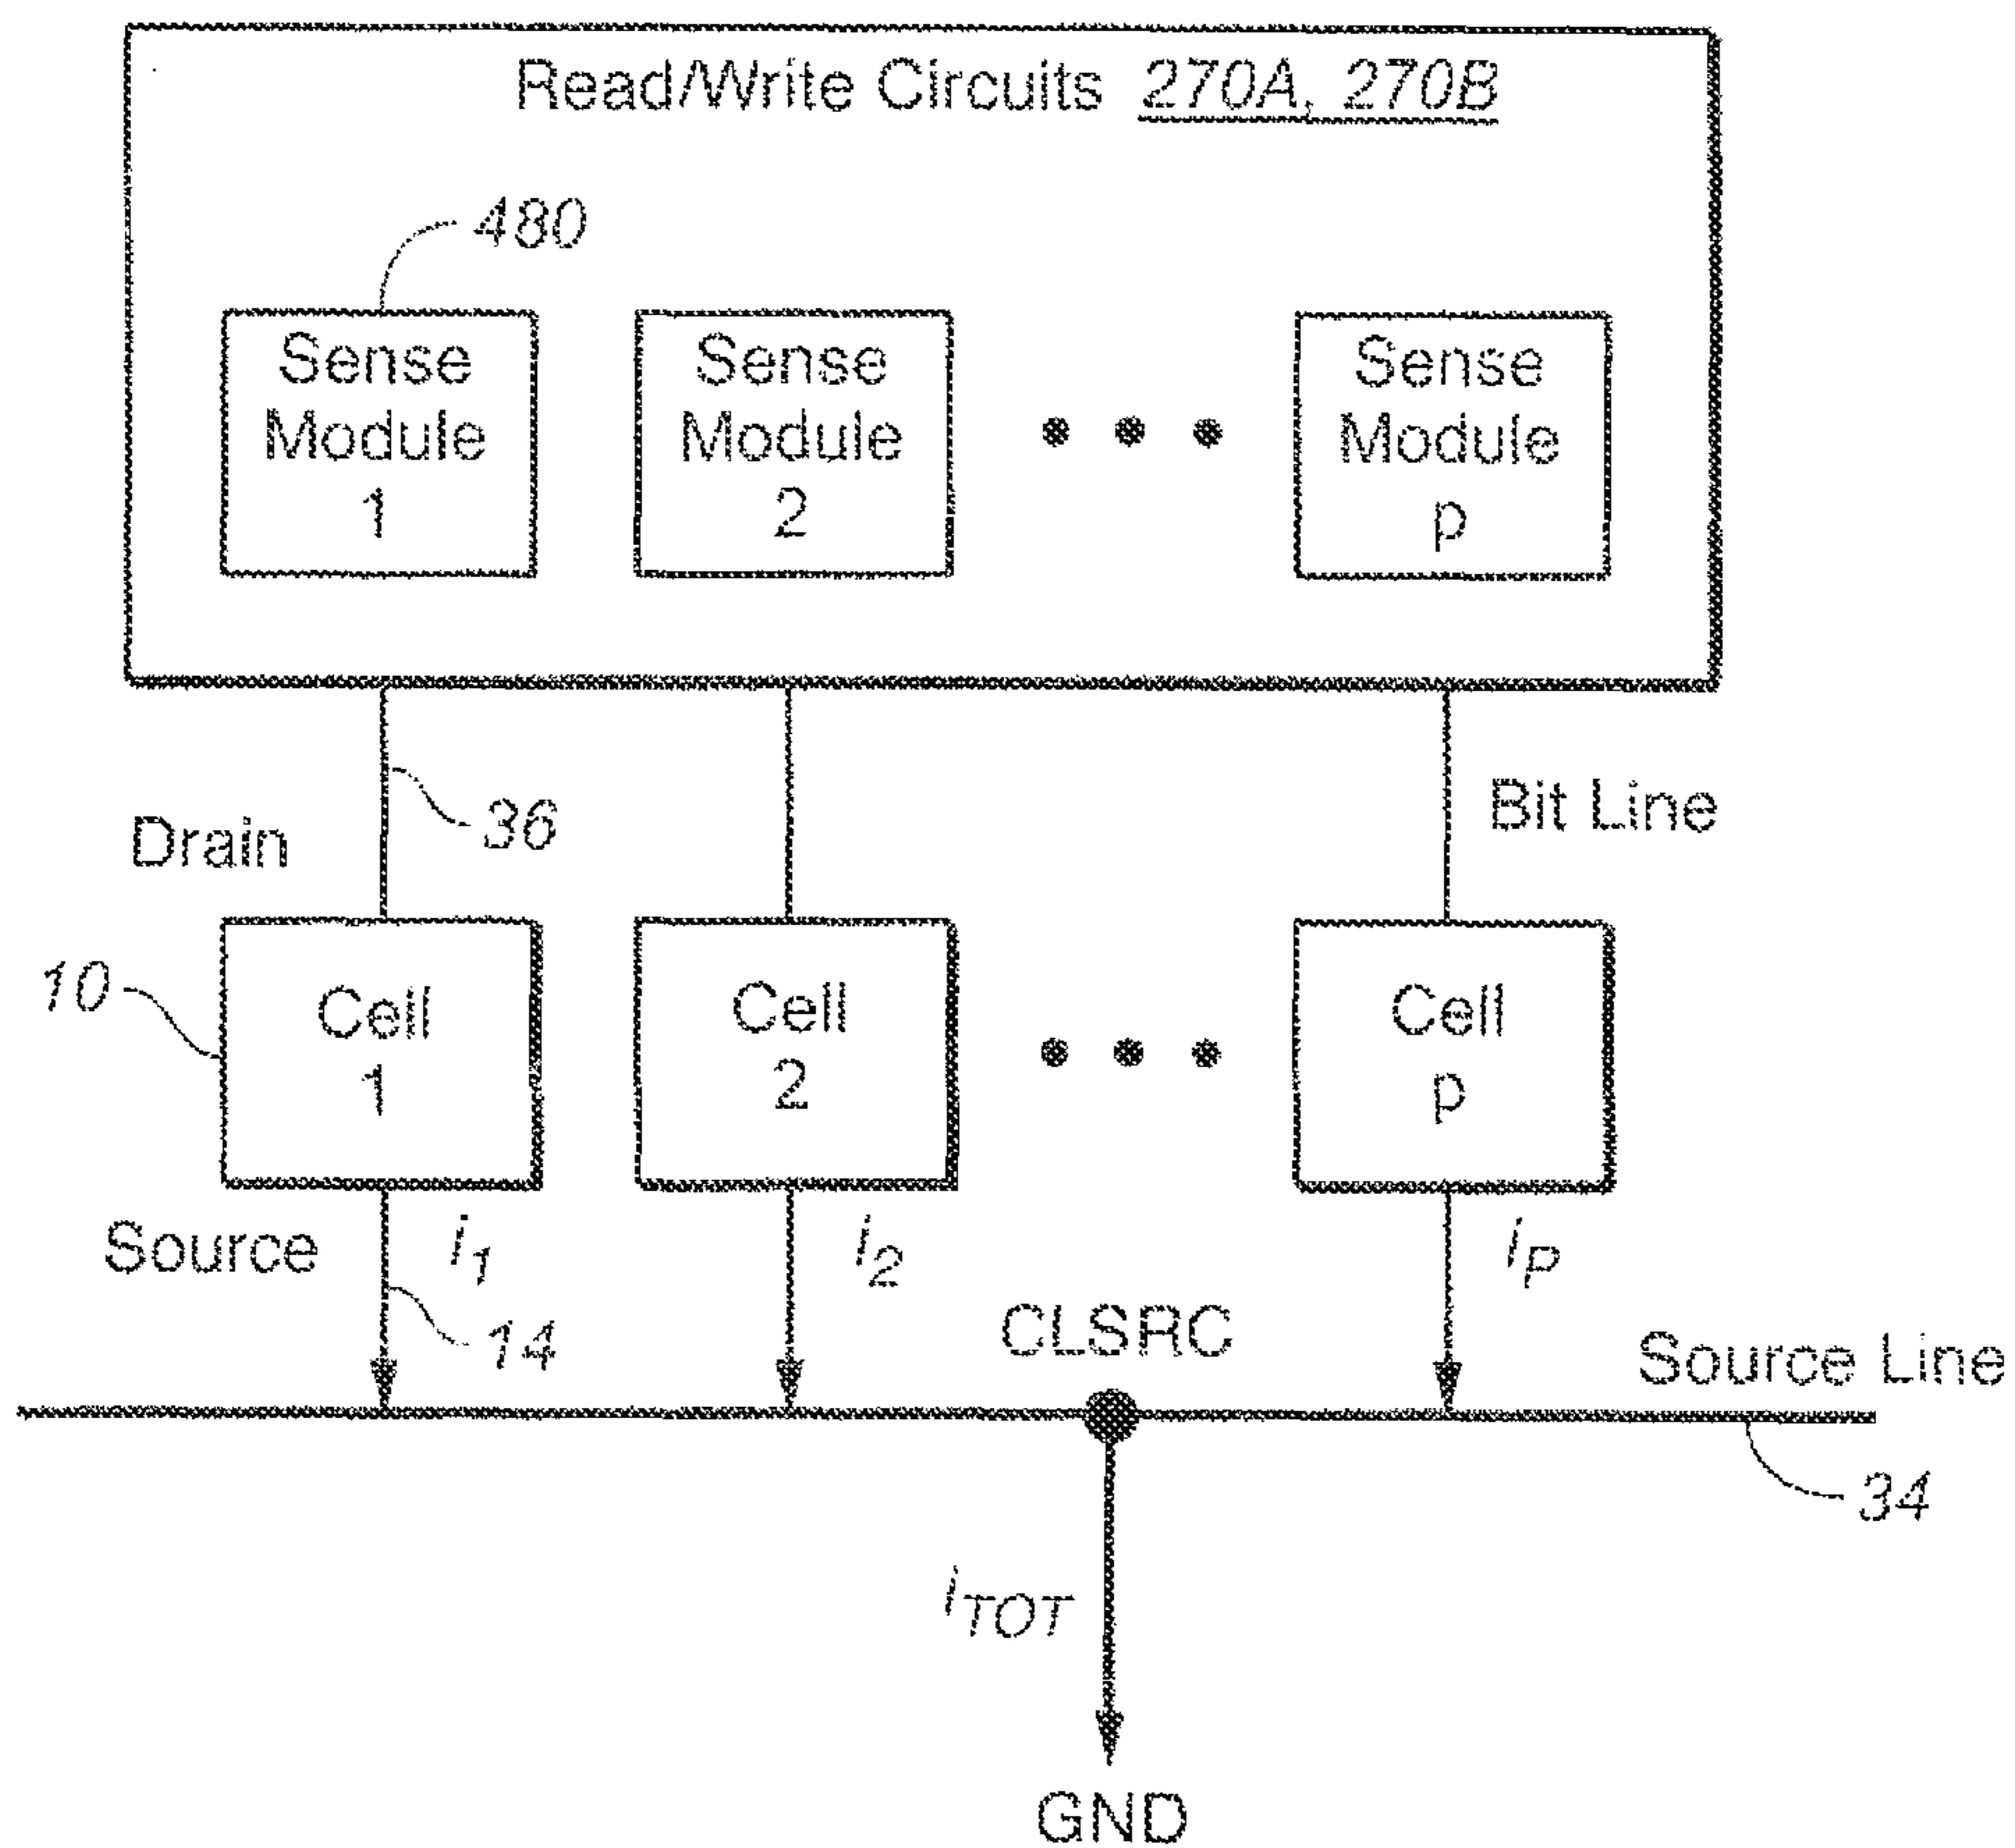 Read/Write Circuits 270A, 270B
480
Sense Module 1
Sense Module 2
Sense Module p
Drain
36
Bit Line
10
Cell 1
Cell 2
Cell p
Source
i1
14
i2
iP
CLSRC
Source Line
34
iTOT
GND